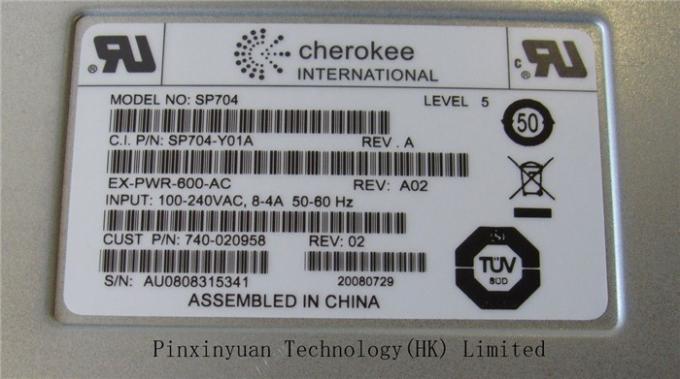 cherokee
INTERNATIONAL
MODEL NO: SP704
LEVEL 5
C.I. P/N: SP704-Y01A REV. A
50
EX-PWR-600-AC REV: A02
INPUT: 100-240VAC, 8-4A 50-60 Hz
CUST P/N: 740-020958 REV: 02
TÜV
SÜD
S/N: AU0808315341 20080729
ASSEMBLED IN CHINA
Pinxinyuan Technology(HK) Limited